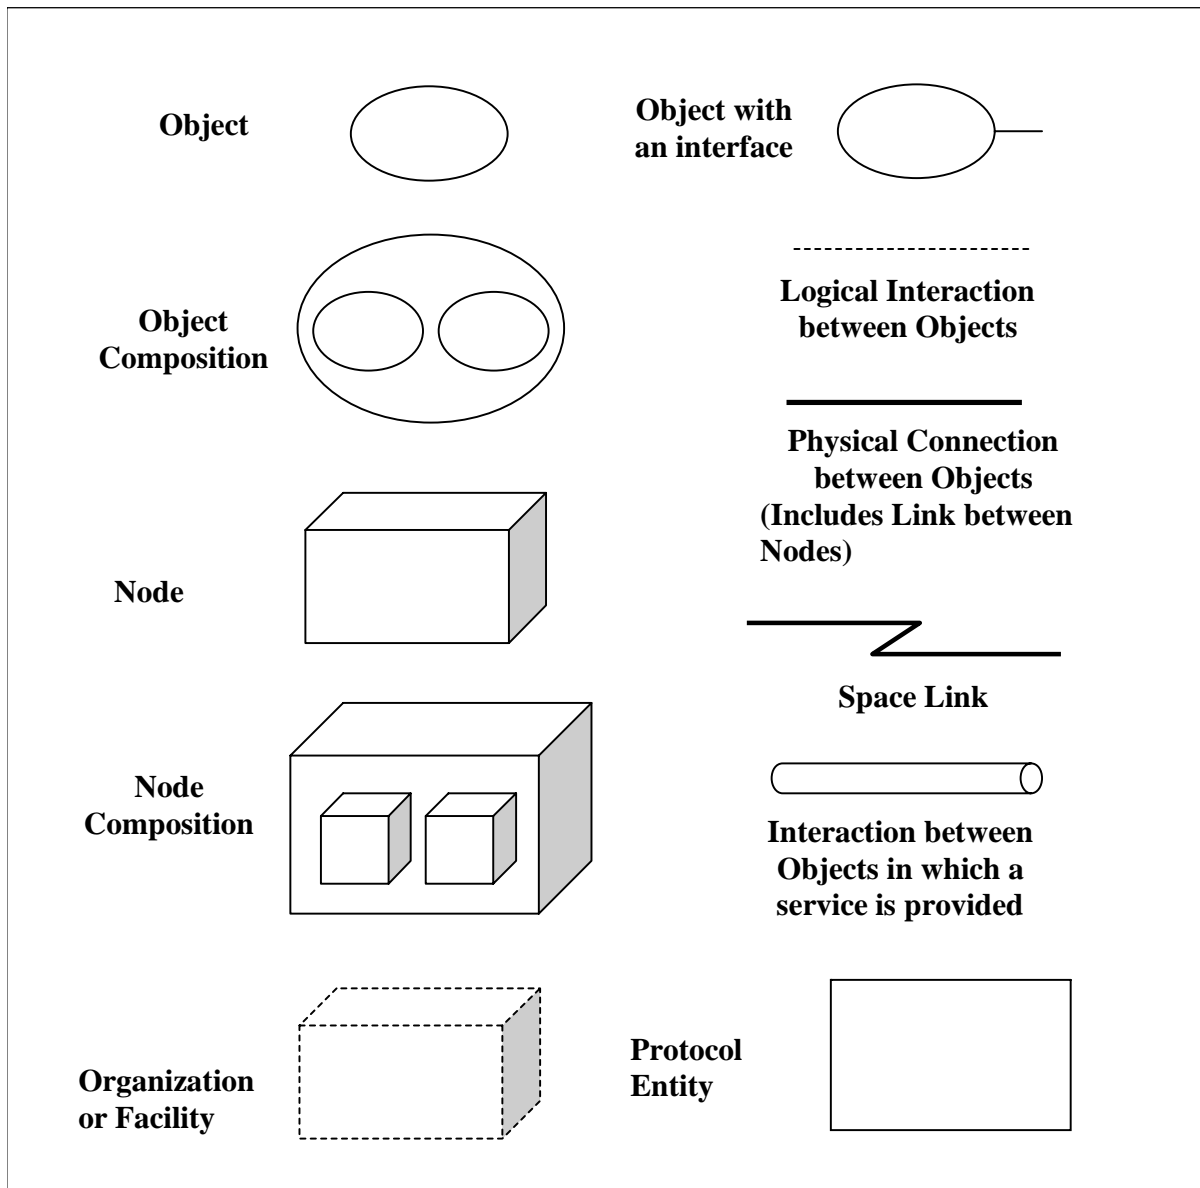 Object
Object with
an interface
Object
Composition
Logical Interaction
between Objects
Physical Connection
between Objects
(Includes Link between
Nodes)
Node
Space Link
Node
Composition
Interaction between
Objects in which a
service is provided
Organization
or Facility
Protocol
Entity